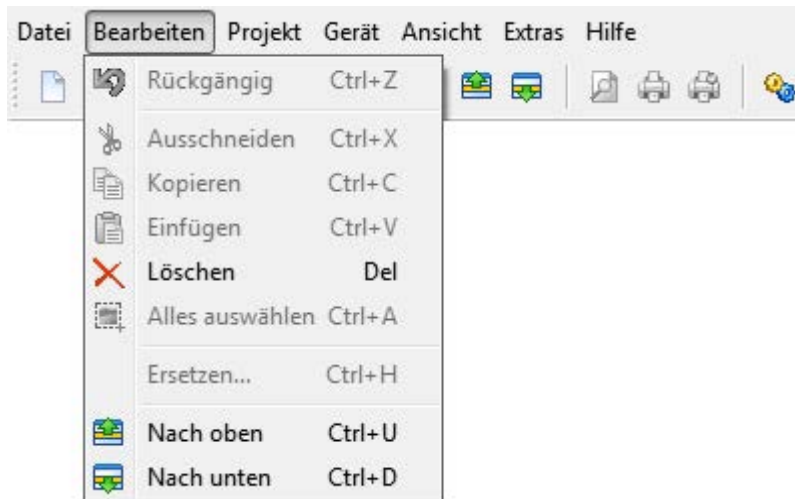 Datei Bearbeiten Projekt Gerät Ansicht Extras Hilfe
Rückgängig Ctrl+Z
Ausschneiden Ctrl+X
Kopieren Ctrl+C
Einfügen Ctrl+V
Löschen Del
Alles auswählen Ctrl+A
Ersetzen... Ctrl+H
Nach oben Ctrl+U
Nach unten Ctrl+D